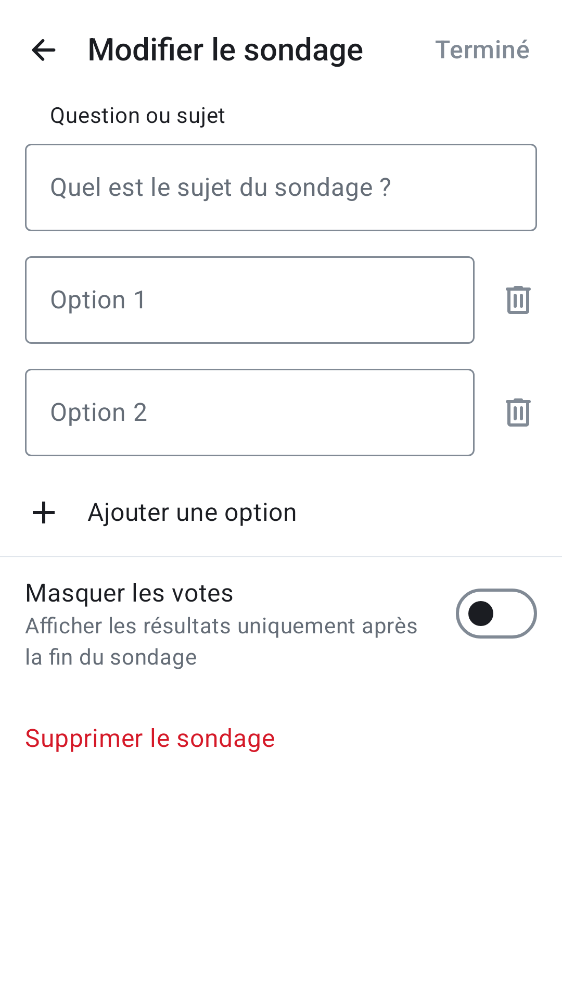 Modifier le sondage
Terminé
Question ou sujet
Quel est le sujet du sondage ?
Option 1
Option 2
Ajouter une option
Masquer les votes
Afficher les résultats uniquement après
la fin du sondage
Supprimer le sondage